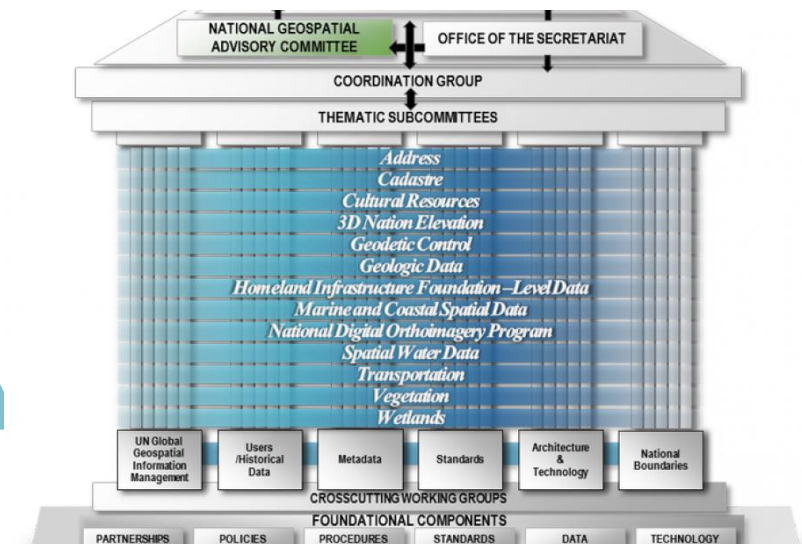 NATIONAL GEOSPATIAL
ADVISORY COMMITTEE
OFFICE OF THE SECRETARIAT
COORDINATION GROUP
THEMATIC SUBCOMMITTEES
Address
Cadastre
Cultural Resources
3D Nation Elevation
Geodetic Control
Geologic Data
Homeland Infrastructure Foundation–Level Data
Marine and Coastal Spatial Data
National Digital Orthoimagery Program
Spatial Water Data
Transportation
Vegetation
Wetlands
UN Global
Geospatial
Information
Management
Users
/Historical
Data
Metadata
Standards
Architecture
&
Technology
National
Boundaries
CROSSCUTTING WORKING GROUPS
FOUNDATIONAL COMPONENTS
PARTNERSHIPS
POLICIES
PROCEDURES
STANDARDS
DATA
TECHNOLOGY